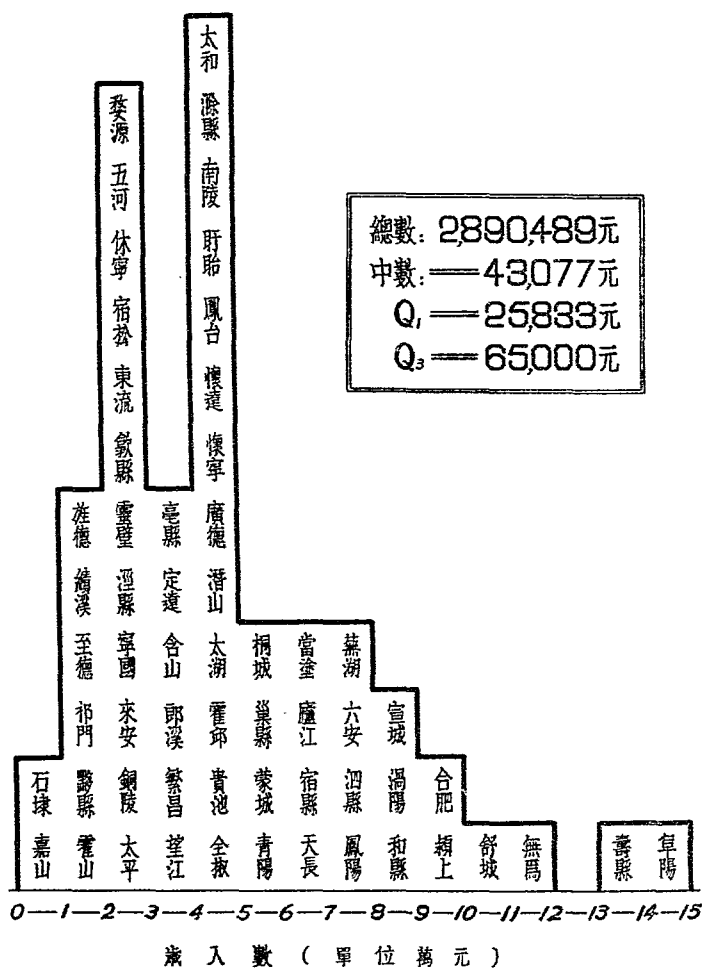 太和
婺源 滁縣
五河 南陵
休寧 盱眙
宿松 鳳台
東流 懷遠
歙縣 懷寧
旌德 靈璧 亳縣 廣德
績溪 涇縣 定遠 潛山
至德 寧國 含山 太湖 桐城 當塗 蕪湖
祁門 來安 郎溪 霍邱 巢縣 廬江 六安 宣城
石埭 黟縣 銅陵 繁昌 貴池 蒙城 宿縣 泗縣 渦陽 合肥
嘉山 霍山 太平 望江 全椒 青陽 天長 鳳陽 和縣 潁上 舒城 無爲 壽縣 阜陽
0—1—2—3—4—5—6—7—8—9—10—11—12—13—14—15
歲入數(單位萬元)
總數: 2,890,489元
中數:——43,077元
Q₁——25,833元
Q₃——65,000元